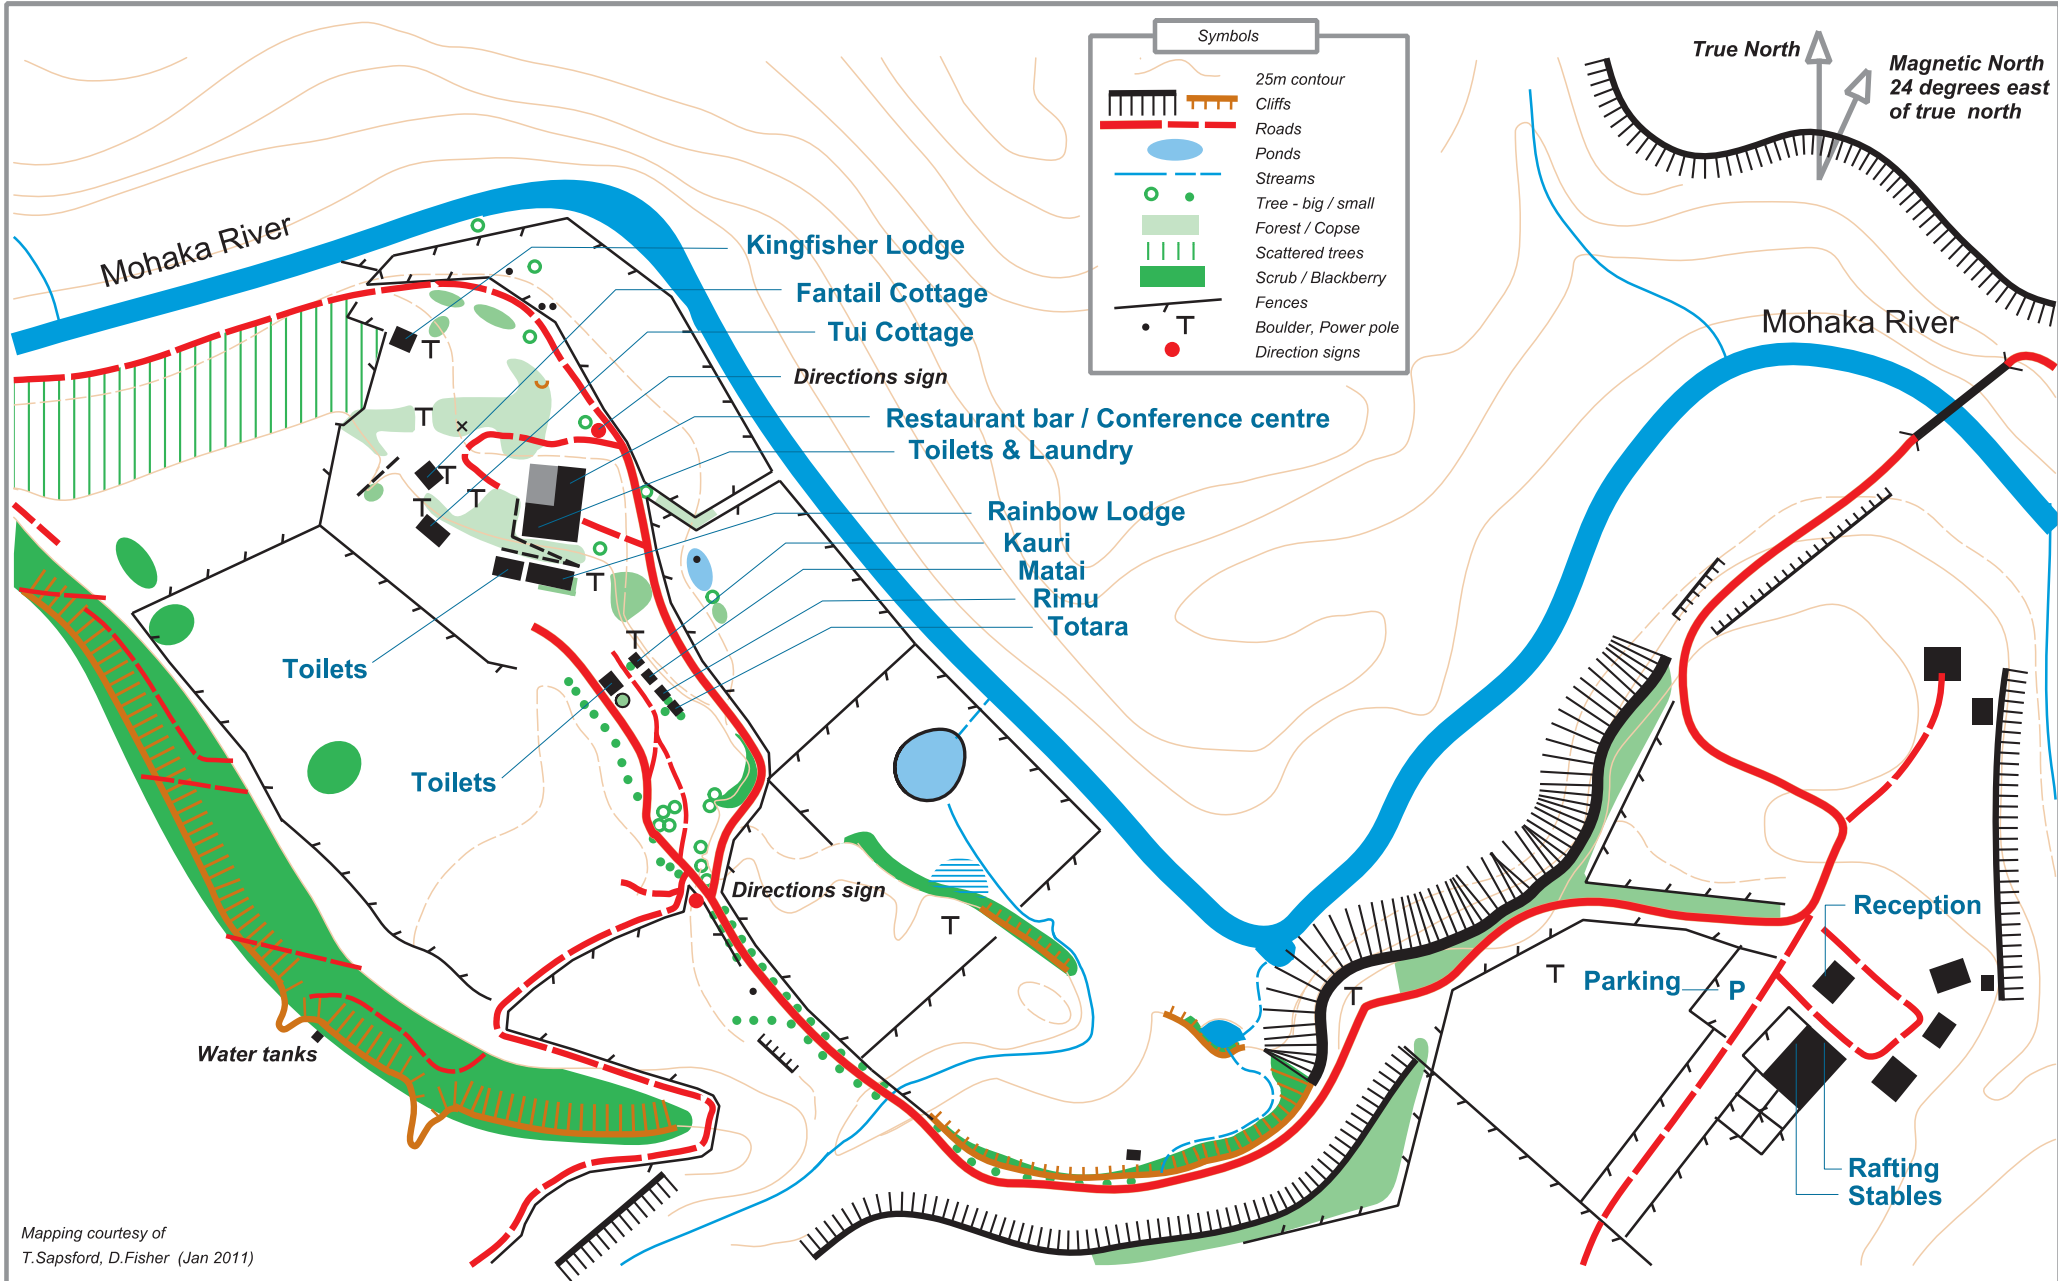 Symbols
25m contour
Cliffs
Roads
Ponds
Streams
Tree - big / small
Forest / Copse
Scattered trees
Scrub / Blackberry
Fences
T
Boulder, Power pole
Direction signs
True North
Magnetic North
24 degrees east
of true north
Mohaka River
Kingfisher Lodge
Fantail Cottage
Tui Cottage
Directions sign
Restaurant bar / Conference centre
Toilets & Laundry
Rainbow Lodge
Kauri
Matai
Rimu
Totara
Mohaka River
T
T
T
T
T
T
T
Toilets
Toilets
Directions sign
T
T
T
Reception
Parking
P
Water tanks
Rafting
Stables
Mapping courtesy of
T.Sapsford, D.Fisher (Jan 2011)